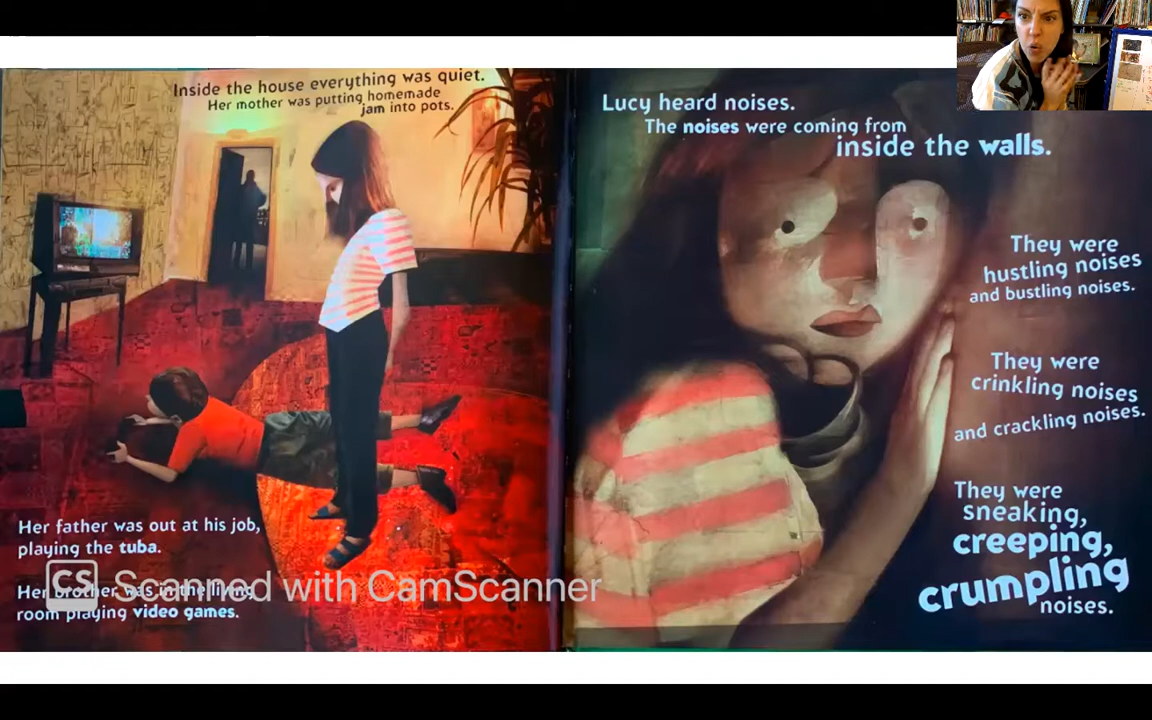 Inside the house everything was quiet.
Her mother was putting homemade
jam into pots.
Her father was out at his job,
playing the tuba.
Her brother was in the living
room playing video games.
CS Scanned with CamScanner
Lucy heard noises.
The noises were coming from
inside the walls.
They were
hustling noises
and bustling noises.
They were
crinkling noises
and crackling noises.
They were
sneaking,
creeping,
crumpling
noises.